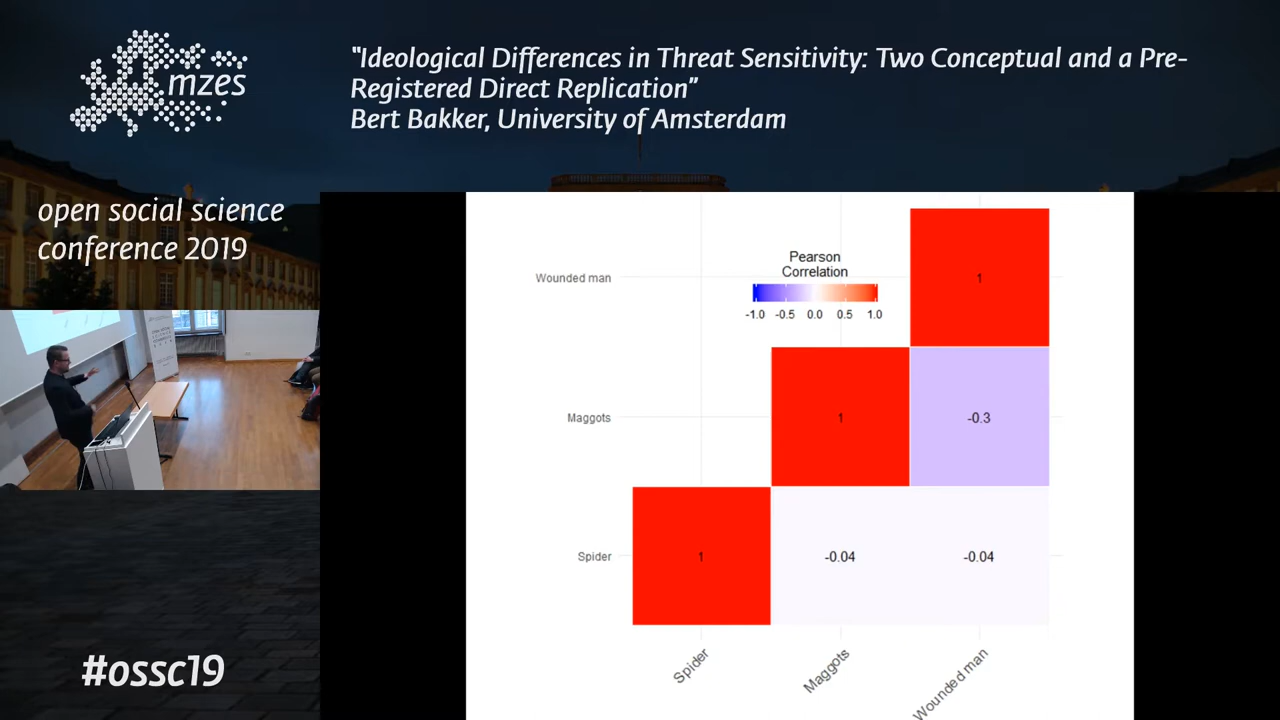 mzes
"Ideological Differences in Threat Sensitivity: Two Conceptual and a Pre-
Registered Direct Replication"
Bert Bakker, University of Amsterdam
open social science
conference 2019
Pearson
Correlation
-1.0 -0.5 0.0 0.5 1.0
Wounded man
1
Maggots
1
-0.3
Spider
1
-0.04
-0.04
Spider
Maggots
Wounded man
#ossc19